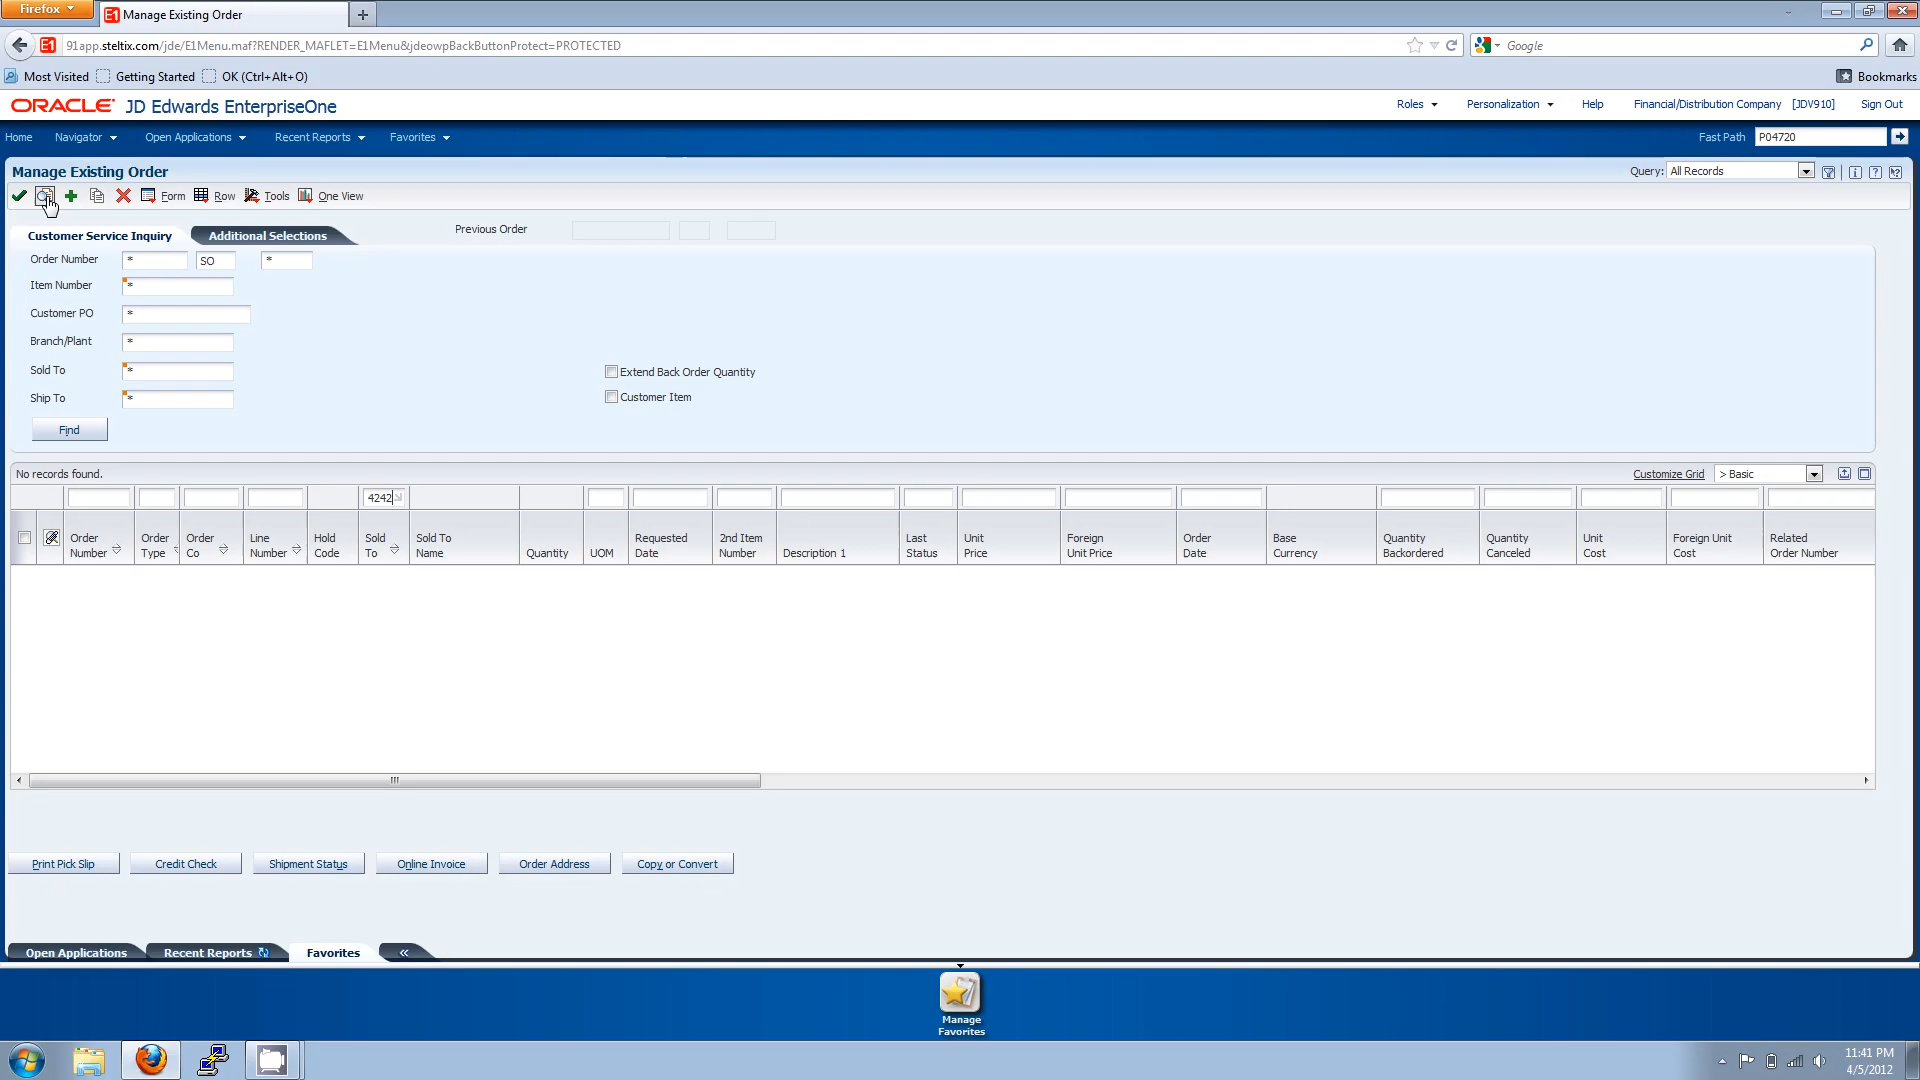 Firefox
Manage Existing Order
91app.steltix.com/jde/E1Menu.maf?RENDER_MAFLET=E1Menu&jdeowpBackButtonProtect=PROTECTED
Google
Most Visited Getting Started OK (Ctrl+Alt+O) Bookmarks
ORACLE JD Edwards EnterpriseOne
Roles Personalization Help Financial/Distribution Company [JDV910] Sign Out
Home Navigator Open Applications Recent Reports Favorites Fast Path P04720
Manage Existing Order Query: All Records
Form Row Tools One View
Customer Service Inquiry Additional Selections Previous Order
Order Number * SO *
Item Number *
Customer PO *
Branch/Plant *
Sold To * Extend Back Order Quantity
Ship To * Customer Item
Find
No records found. Customize Grid > Basic
4242
Order Number
Order Type
Order Co
Line Number
Hold Code
Sold To
Sold To Name
Quantity
UOM
Requested Date
2nd Item Number
Description 1
Last Status
Unit Price
Foreign Unit Price
Order Date
Base Currency
Quantity Backordered
Quantity Canceled
Unit Cost
Foreign Unit Cost
Related Order Number
Print Pick Slip Credit Check Shipment Status Online Invoice Order Address Copy or Convert
Open Applications Recent Reports Favorites «
Manage
Favorites
11:41 PM
4/5/2012